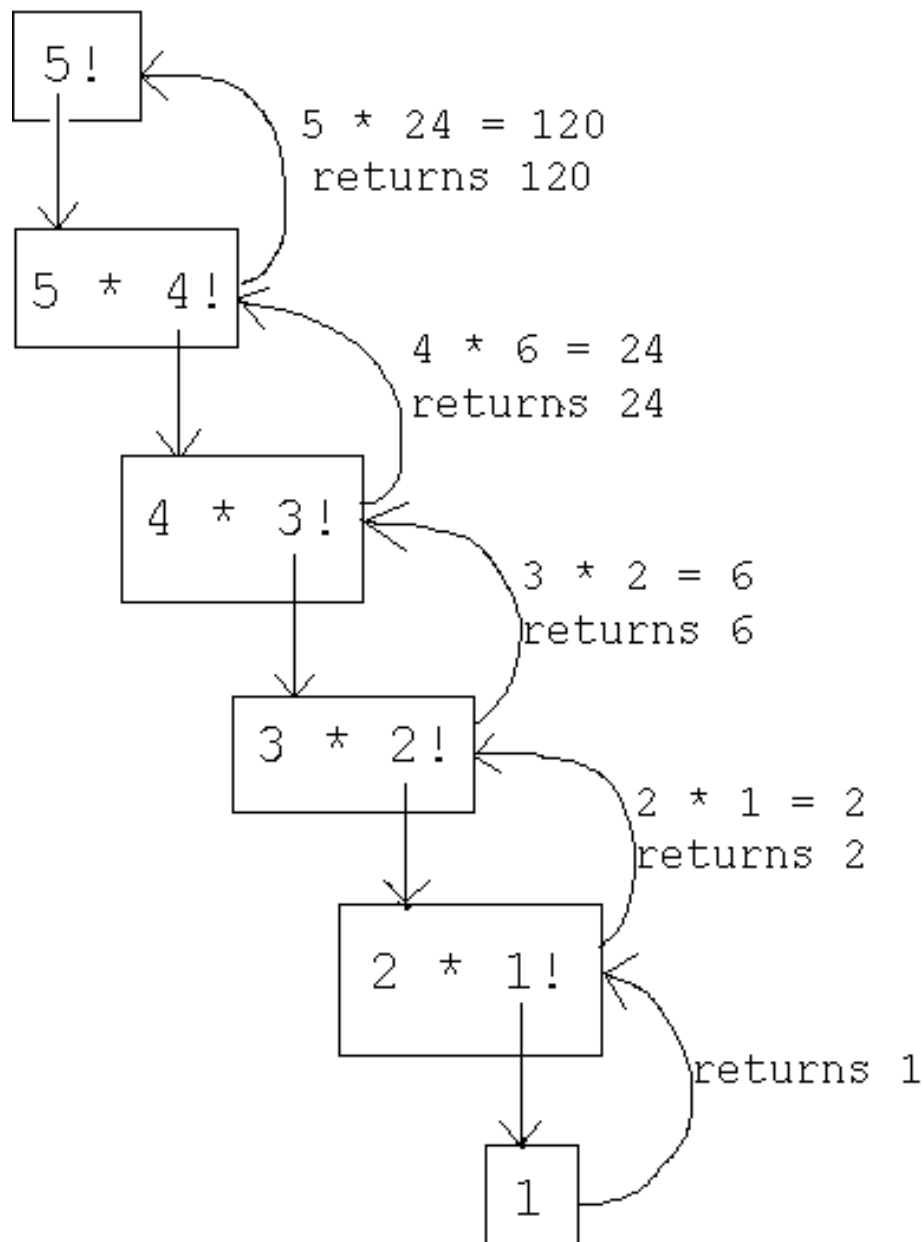 5!
5 * 24 = 120
returns 120
5 * 4!
4 * 6 = 24
returns 24
4 * 3!
3 * 2 = 6
returns 6
3 * 2!
2 * 1 = 2
returns 2
2 * 1!
returns 1
1